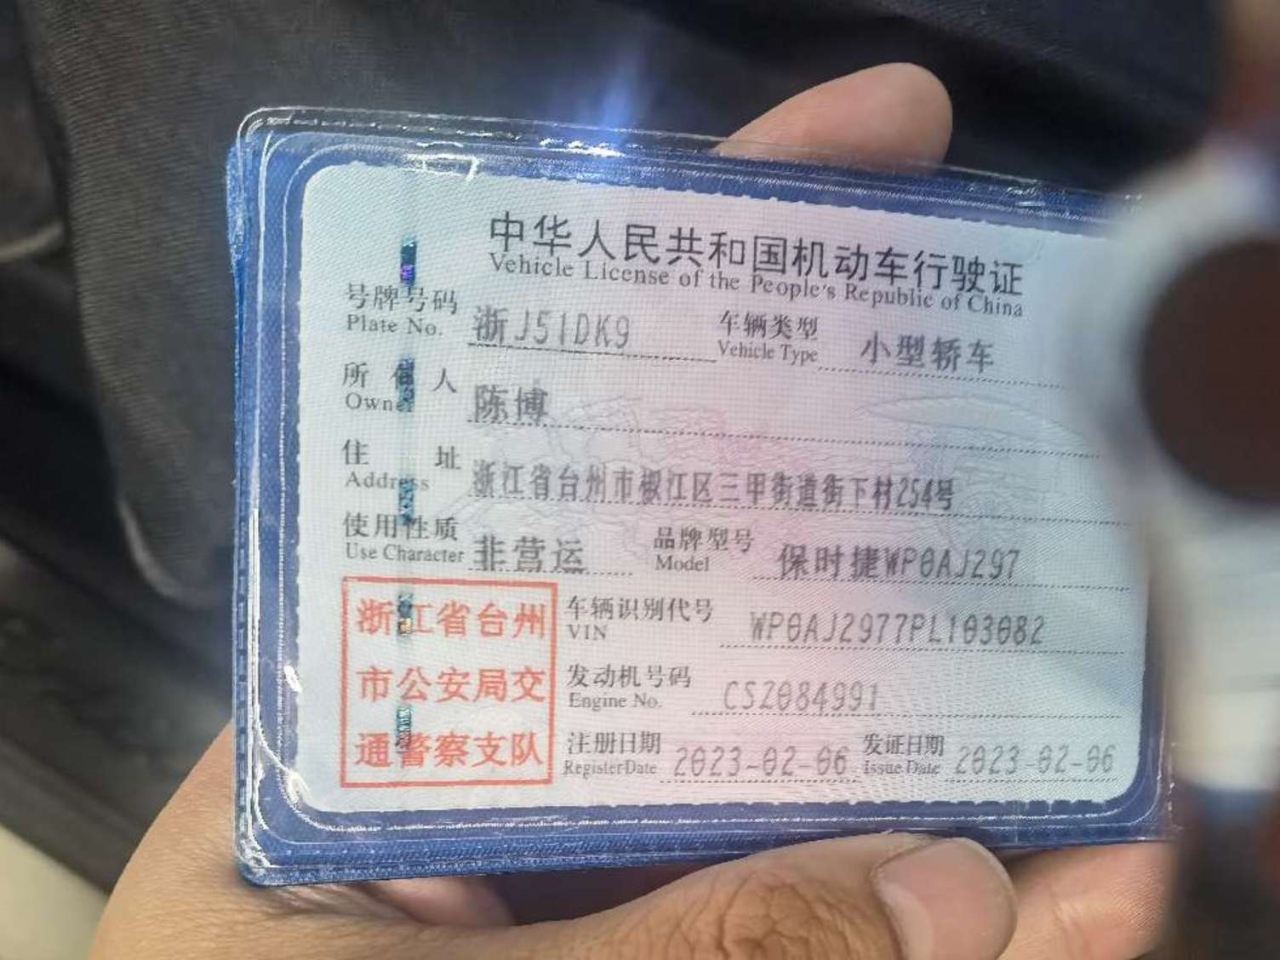 中华人民共和国机动车行驶证
Vehicle License of the People's Republic of China
号牌号码 浙J51DK9 车辆类型 小型轿车
Plate No. Vehicle Type
所有人 陈博
Owner
住址 浙江省台州市椒江区三甲街道街下村254号
Address
使用性质 非营运 品牌型号 保时捷WP0AJ297
Use Character Model
浙江省台州
市公安局交
通警察支队
车辆识别代号 WP0AJ2977PL103082
VIN
发动机号码 CSZ084991
Engine No.
注册日期 2023-02-06 发证日期 2023-02-06
Register Date Issue Date